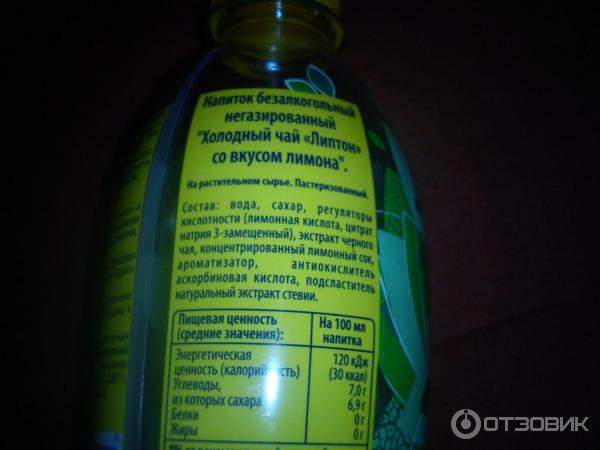 Напиток безалкогольный
негазированный
"Холодный чай «Липтон»
со вкусом лимона".
На растительном сырье. Пастеризованный.
Состав: вода, сахар, регуляторы
кислотности (лимонная кислота, цитрат
натрия 3-замещенный), экстракт черного
чая, концентрированный лимонный сок,
ароматизатор, антиокислитель
аскорбиновая кислота, подсластитель
натуральный экстракт стевии.
Пищевая ценность На 100 мл
(средние значения): напитка
Энергетическая 120 кДж
ценность (калорийность) (30 ккал)
Углеводы, 7,0 г
из которых сахара 6,9 г
Белки 0 г
Жиры 0 г
ОТЗОВИК